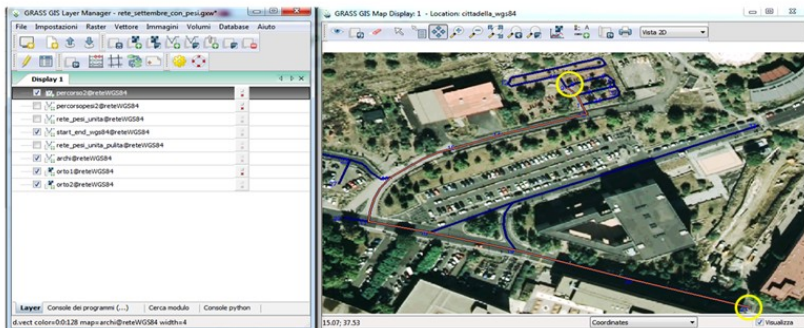 GRASS GIS Layer Manager - rete_settembre_con_pesi.gxw*
File Impostazioni Raster Vettore Immagini Volumi Database Aiuto
Display 1
percorso2@reteWGS84
percorsopesi2@reteWGS84
rete_pesi_unita@reteWGS84
start_end_wgs84@reteWGS84
rete_pesi_unita_pulita@reteWGS84
archi@reteWGS84
orto1@reteWGS84
orto2@reteWGS84
Layer Console dei programmi (...) Cerca modulo Console python
d.vect color=0:0:128 map=archi@reteWGS84 width=4
GRASS GIS Map Display: 1 - Location: cittadella_wgs84
Vista 2D
15.07; 37.53 Coordinates Visualizza